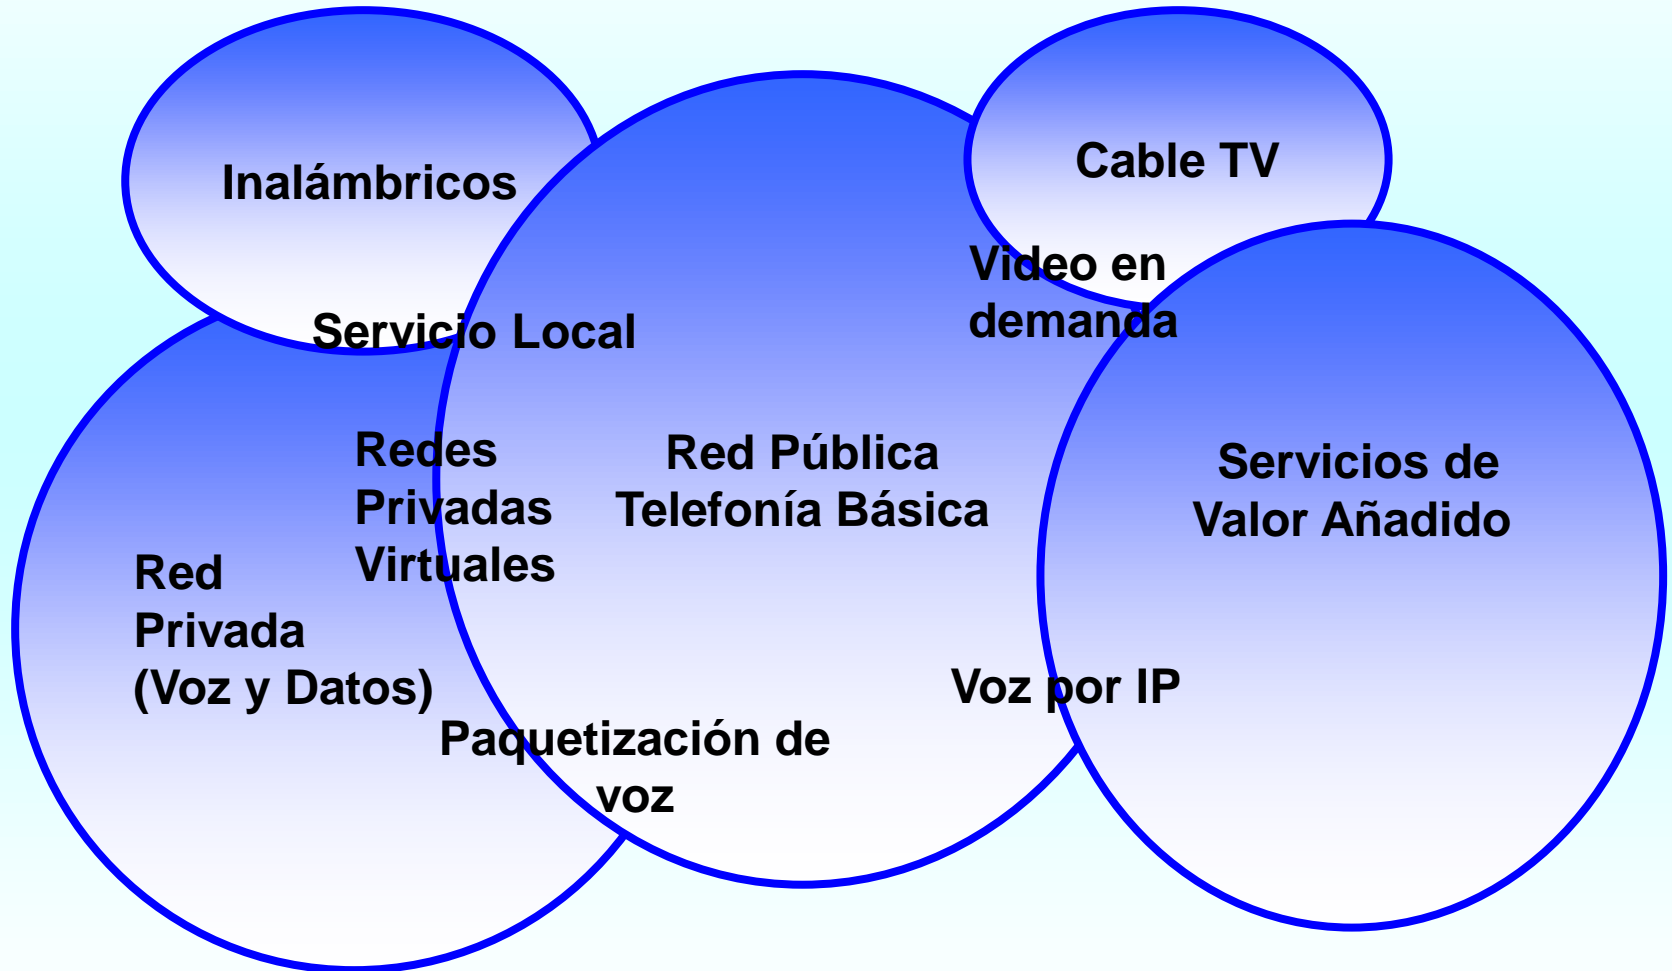 Inalámbricos
Cable TV
Video en
demanda
Servicio Local
Redes
Privadas
Virtuales
Red Pública
Telefonía Básica
Servicios de
Valor Añadido
Red
Privada
(Voz y Datos)
Voz por IP
Paquetización de
voz